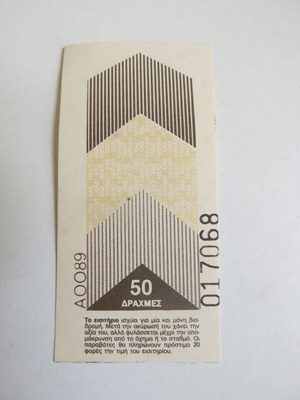 50
ΔΡΑΧΜΕΣ
ΑΟΟ89
017068
Το εισιτήριο ισχύει για μία και μόνη δια-
δρομή. Μετά την ακύρωσή του χάνει την
αξία του, αλλά φυλάσσεται μέχρι την απο-
μάκρυνση από το όχημα ή το σταθμό. Οι
παραβάτες θα πληρώνουν πρόστιμο 20
φορές την τιμή του εισιτηρίου.